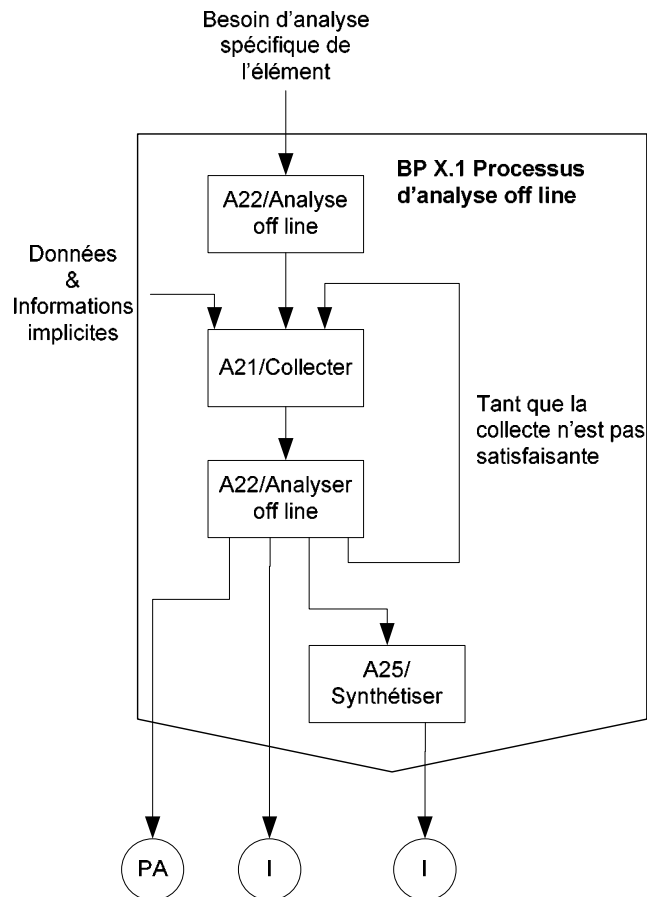 Besoin d'analyse
spécifique de
l'élément
BP X.1 Processus
d'analyse off line
A22/Analyse
off line
Données
&
Informations
implicites
A21/Collecter
Tant que la
collecte n'est pas
satisfaisante
A22/Analyser
off line
A25/
Synthétiser
PA
I
I